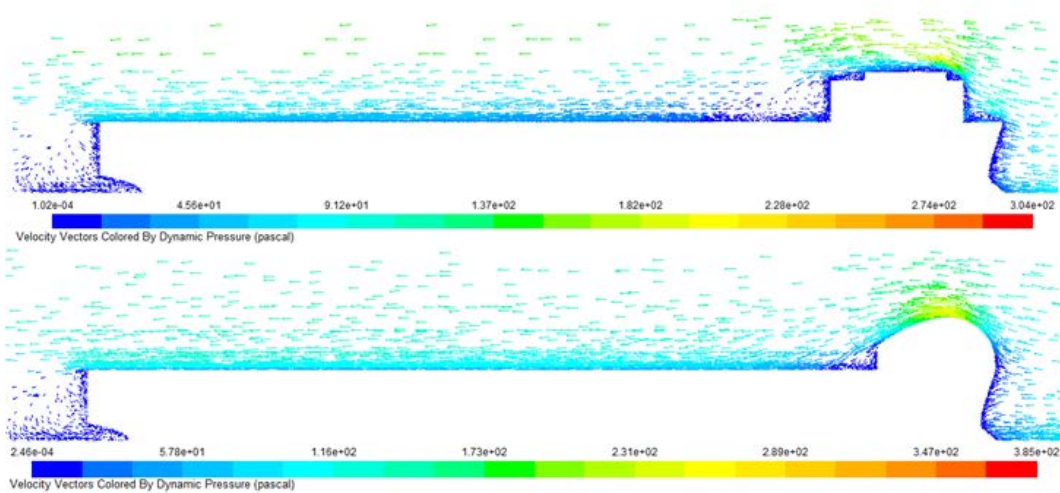 1.02e-04 4.56e+01 9.12e+01 1.37e+02 1.82e+02 2.28e+02 2.74e+02 3.04e+02
Velocity Vectors Colored By Dynamic Pressure (pascal)
2.46e-04 5.78e+01 1.16e+02 1.73e+02 2.31e+02 2.89e+02 3.47e+02 3.85e+02
Velocity Vectors Colored By Dynamic Pressure (pascal)